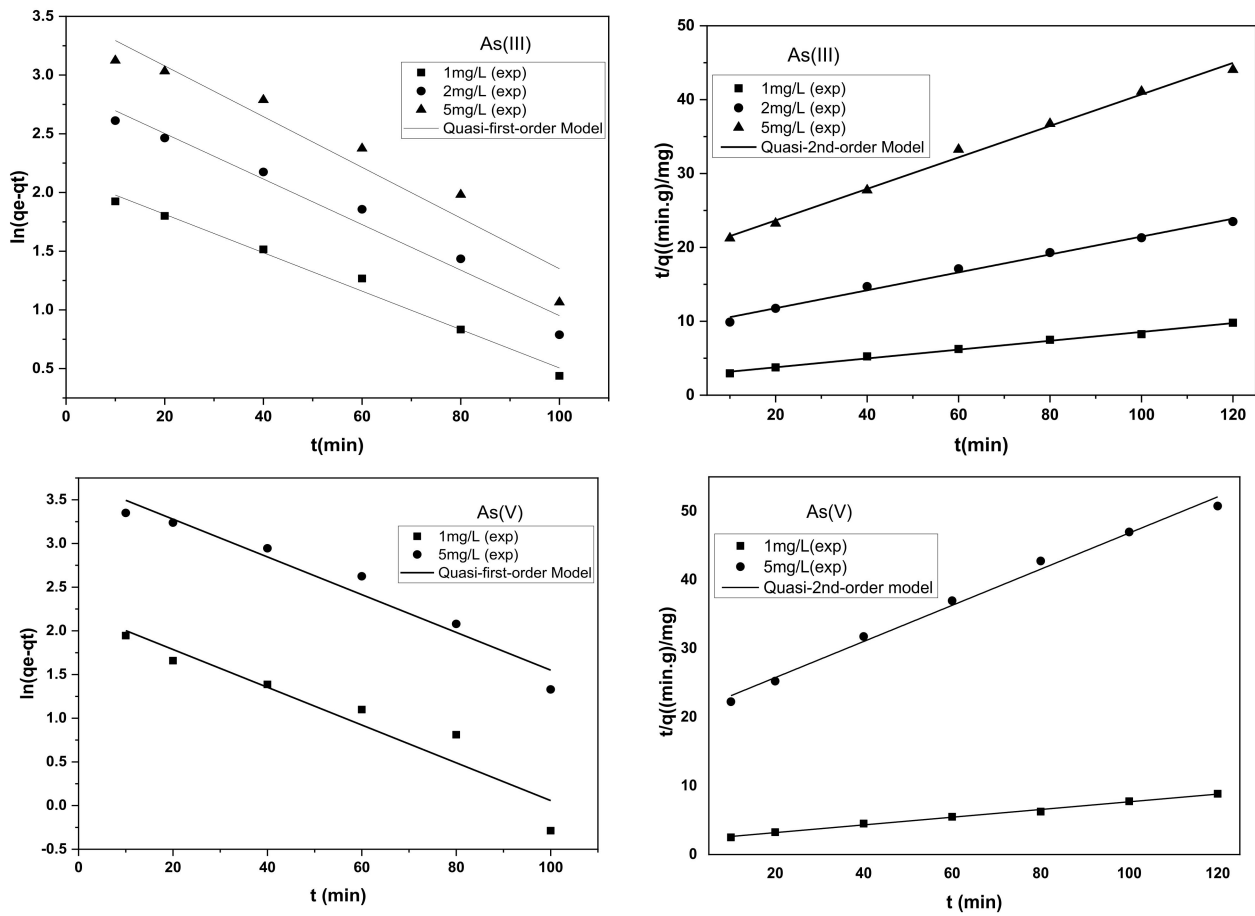 As(III)
1mg/L (exp)
2mg/L (exp)
5mg/L (exp)
Quasi-first-order Model
ln(qe-qt)
3.5
3.0
2.5
2.0
1.5
1.0
0.5
0 20 40 60 80 100
t(min)
As(III)
1mg/L (exp)
2mg/L (exp)
5mg/L (exp)
Quasi-2nd-order Model
t/q((min.g)/mg)
50
40
30
20
10
0
20 40 60 80 100 120
t(min)
As(V)
1mg/L (exp)
5mg/L (exp)
Quasi-first-order Model
ln(qe-qt)
3.5
3.0
2.5
2.0
1.5
1.0
0.5
0.0
-0.5
0 20 40 60 80 100
t (min)
As(V)
1mg/L(exp)
5mg/L(exp)
Quasi-2nd-order model
t/q((min.g)/mg)
50
40
30
20
10
0
20 40 60 80 100 120
t (min)